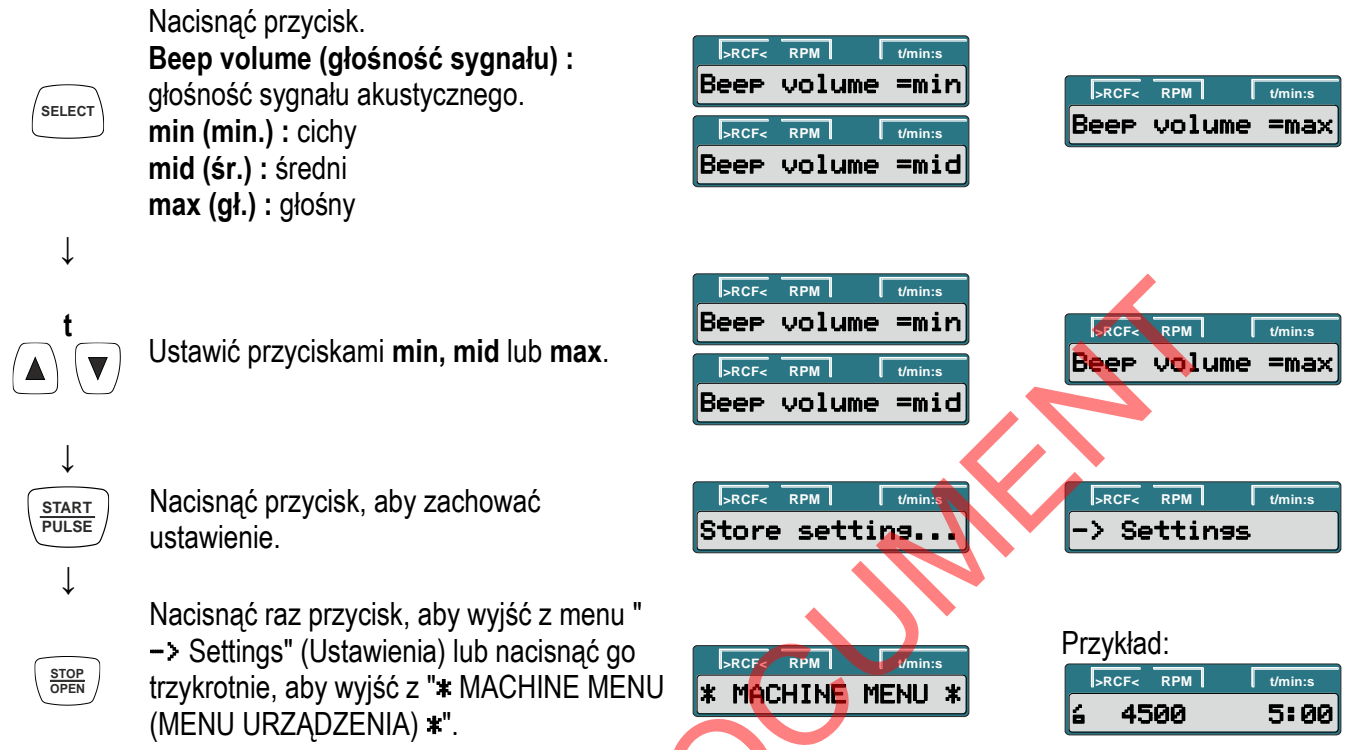 SELECT
Nacisnąć przycisk.
Beep volume (głośność sygnału) :
głośność sygnału akustycznego.
min (min.) : cichy
mid (śr.) : średni
max (gł.) : głośny
>RCF< RPM t/min:s
Beep volume =min
>RCF< RPM t/min:s
Beep volume =mid
>RCF< RPM t/min:s
Beep volume =max
↓
t
▲ ▼
Ustawić przyciskami min, mid lub max.
>RCF< RPM t/min:s
Beep volume =min
>RCF< RPM t/min:s
Beep volume =mid
>RCF< RPM t/min:s
Beep volume =max
↓
START
PULSE
Nacisnąć przycisk, aby zachować
ustawienie.
>RCF< RPM t/min:s
Store setting...
>RCF< RPM t/min:s
-> Settings
↓
STOP
OPEN
Nacisnąć raz przycisk, aby wyjść z menu "
-> Settings" (Ustawienia) lub nacisnąć go
trzykrotnie, aby wyjść z "* MACHINE MENU
(MENU URZĄDZENIA) *".
>RCF< RPM t/min:s
* MACHINE MENU *
Przykład:
>RCF< RPM t/min:s
4500 5:00
OCUMENT